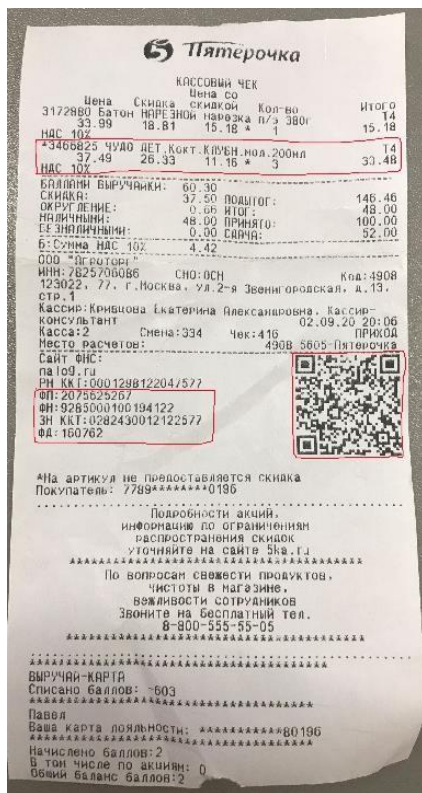 5 Пятерочка
КАССОВЫЙ ЧЕК
Цена со
Цена Скидка скидкой Кол-во Итого
3172980 Батон НАРЕЗНОЙ нарезка п/э 380г Т4
33.99 18.81 15.18 * 1 15.18
НДС 10%
*3466825 ЧУДО ДЕТ.Кокт.КЛУБН.мол.200мл Т4
37.49 26.33 11.16 * 3 33.48
НДС 10%
БАЛЛАМИ ВЫРУЧАЙКИ: 60.30
СКИДКА: 37.50 ПОДЫТОГ: 146.46
ОКРУГЛЕНИЕ: 0.66 ИТОГ: 48.00
НАЛИЧНЫМИ: 48.00 ПРИНЯТО: 100.00
БЕЗНАЛИЧНЫМИ: 0.00 СДАЧА: 52.00
Б:Сумма НДС 10% 4.42
ООО "Агроторг"
ИНН:7825706086 СНО:ОСН Код:4908
123022, 77, г.Москва, ул.2-я Звенигородская, д.13,
стр.1
Кассир:Кривцова Екатерина Александровна, Кассир-
консультант 02.09.20 20:06
Касса:2 Смена:334 Чек:416 ПРИХОД
Место расчетов: 4908 5605-Пятерочка
Сайт ФНС:
nalog.ru
РН ККТ:0001298122047577
ФП:2075625267
ФН:9285000100194122
ЗН ККТ:0282430012122577
ФД:160762
*На артикул не предоставляется скидка
Покупатель: 7789********0196
Подробности акций,
информацию по ограничениям
распространения скидок
уточняйте на сайте 5ka.ru
****************************************
По вопросам свежести продуктов,
чистоты в магазине,
вежливости сотрудников
Звоните на бесплатный тел.
8-800-555-55-05
****************************************
****************************************
ВЫРУЧАЙ-КАРТА
Списано баллов: -603
****************************************
Павел
Ваша карта лояльности: ***********80196
****************************************
Начислено баллов:2
В том числе по акциям: 0
Общий баланс баллов:2